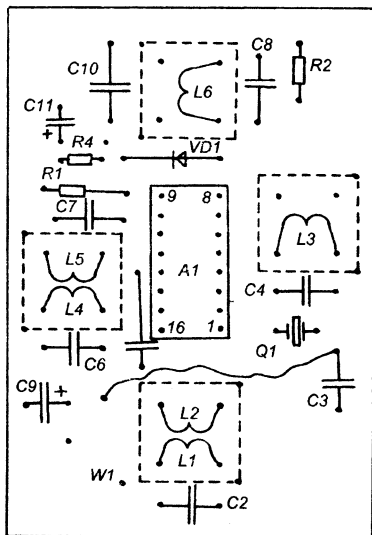 C10
C8
R2
L6
C11
+
R4
VD1
R1
C7
9 8
A1
L3
L5
L4
C4
16 1
C6
Q1
C9
+
C3
L2
L1
W1
C2